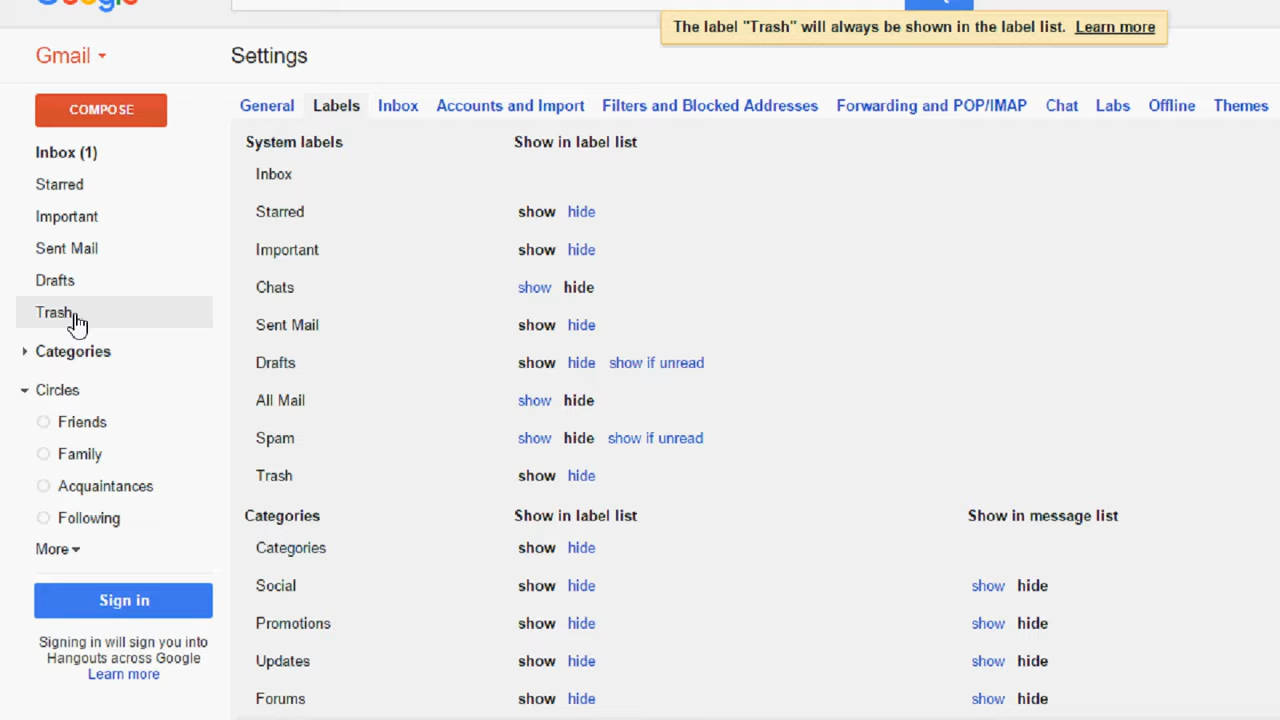 Google
The label "Trash" will always be shown in the label list. Learn more
Gmail
Settings
COMPOSE
General Labels Inbox Accounts and Import Filters and Blocked Addresses Forwarding and POP/IMAP Chat Labs Offline Themes
Inbox (1)
Starred
Important
Sent Mail
Drafts
Trash
Categories
Circles
Friends
Family
Acquaintances
Following
More
Sign in
Signing in will sign you into
Hangouts across Google
Learn more
System labels Show in label list
Inbox
Starred show hide
Important show hide
Chats show hide
Sent Mail show hide
Drafts show hide show if unread
All Mail show hide
Spam show hide show if unread
Trash show hide
Categories Show in label list Show in message list
Categories show hide
Social show hide show hide
Promotions show hide show hide
Updates show hide show hide
Forums show hide show hide